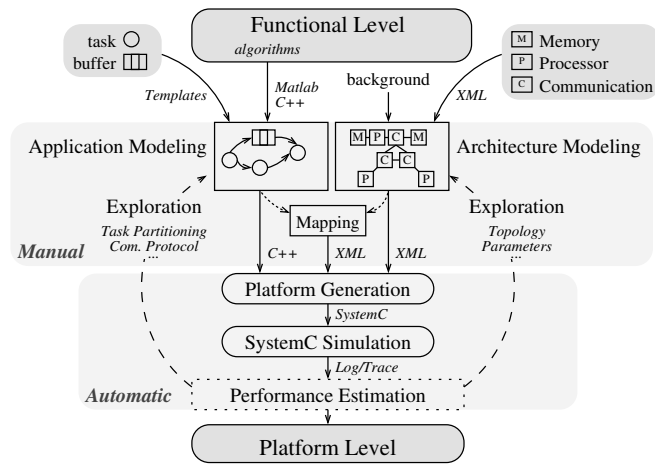 Functional Level
algorithms
task
buffer
M Memory
P Processor
C Communication
Templates
Matlab
C++
background
XML
Application Modeling
M P C M
C C
P P
Architecture Modeling
Exploration
Task Partitioning
Com. Protocol
...
Mapping
Exploration
Topology
Parameters
...
Manual
C++
XML
XML
Platform Generation
SystemC
SystemC Simulation
Log/Trace
Automatic
Performance Estimation
Platform Level